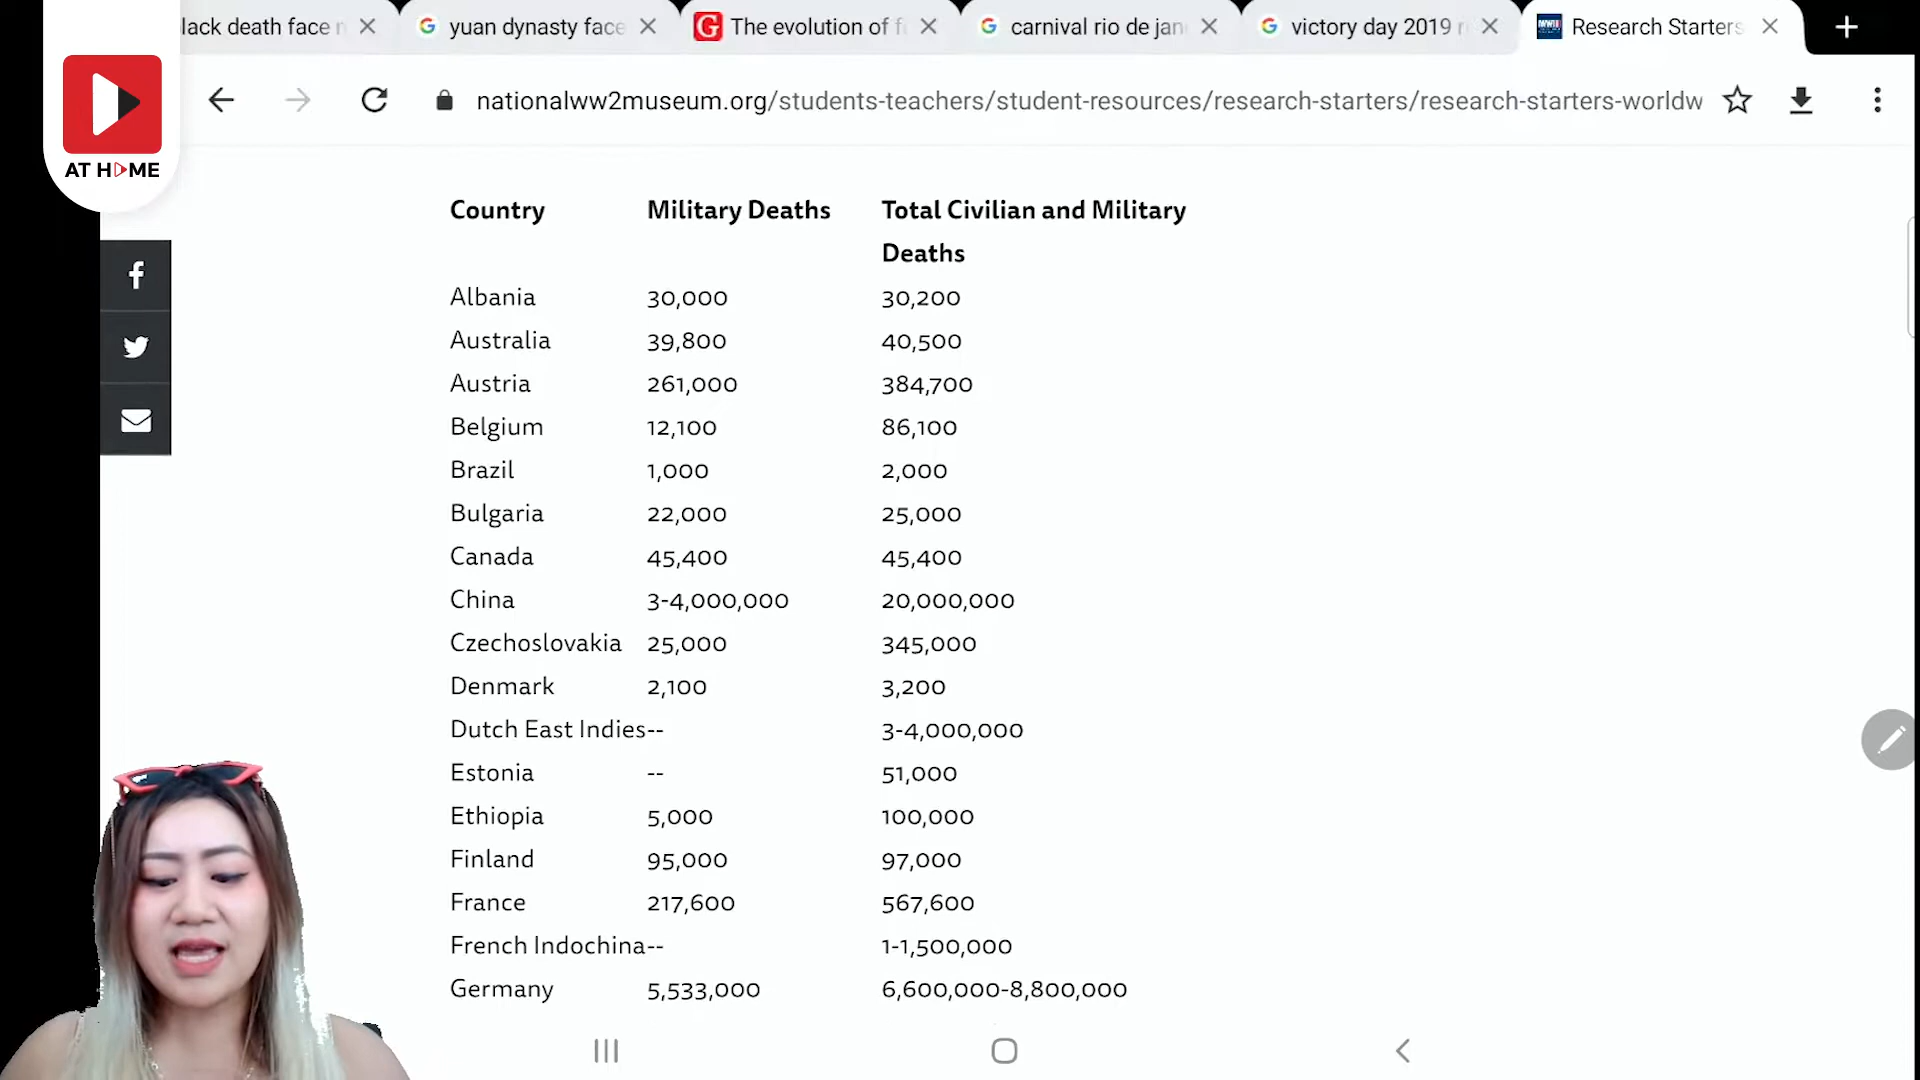 lack death face
yuan dynasty face
G The evolution of f
carnival rio de jan
victory day 2019 r
Research Starters
nationalww2museum.org/students-teachers/student-resources/research-starters/research-starters-worldw
AT HOME
Country Military Deaths Total Civilian and Military
Deaths
Albania 30,000 30,200
Australia 39,800 40,500
Austria 261,000 384,700
Belgium 12,100 86,100
Brazil 1,000 2,000
Bulgaria 22,000 25,000
Canada 45,400 45,400
China 3-4,000,000 20,000,000
Czechoslovakia 25,000 345,000
Denmark 2,100 3,200
Dutch East Indies-- 3-4,000,000
Estonia -- 51,000
Ethiopia 5,000 100,000
Finland 95,000 97,000
France 217,600 567,600
French Indochina-- 1-1,500,000
Germany 5,533,000 6,600,000-8,800,000